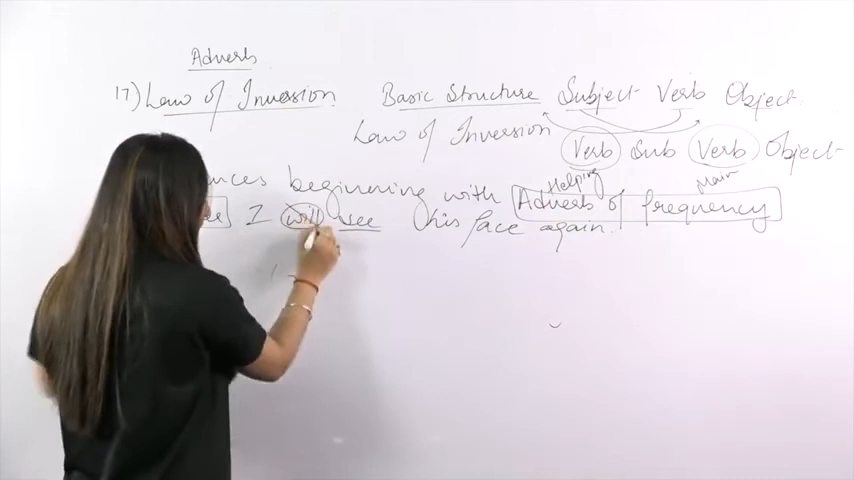 Adverb
17) Law of Inversion Basic Structure Subject Verb Object
Law of Inversion Verb Sub Verb Object
Helping Main
beginning with Adverb of frequency
I will see his face again.